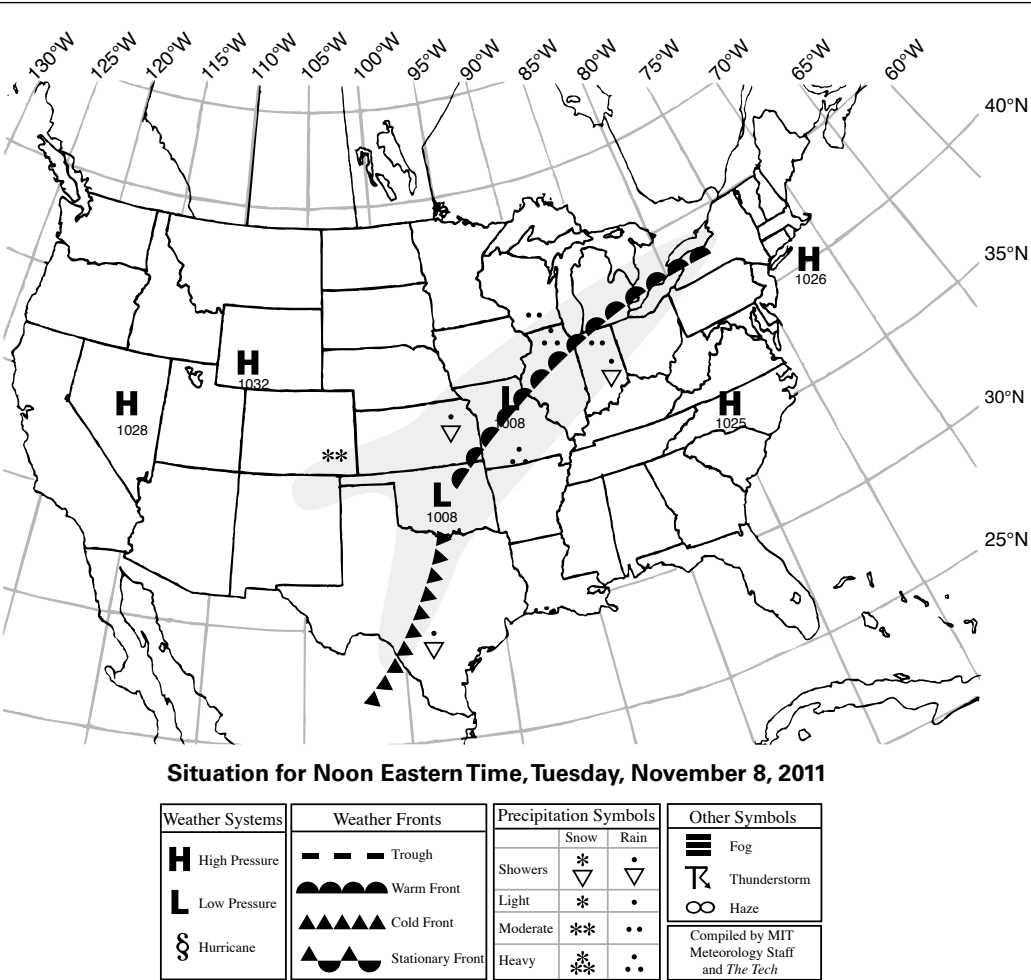 130°W 125°W 120°W 115°W 110°W 105°W 100°W 95°W 90°W 85°W 80°W 75°W 70°W 65°W 60°W
40°N
35°N
H
1026
H
1032
H
1028
L
1008
H
1025
30°N
L
1008
25°N
Situation for Noon Eastern Time, Tuesday, November 8, 2011
Weather Systems
H High Pressure
L Low Pressure
§ Hurricane
Weather Fronts
Trough
Warm Front
Cold Front
Stationary Front
Precipitation Symbols
Snow Rain
Showers
Light
Moderate
Heavy
Other Symbols
Fog
Thunderstorm
Haze
Compiled by MIT
Meteorology Staff
and The Tech